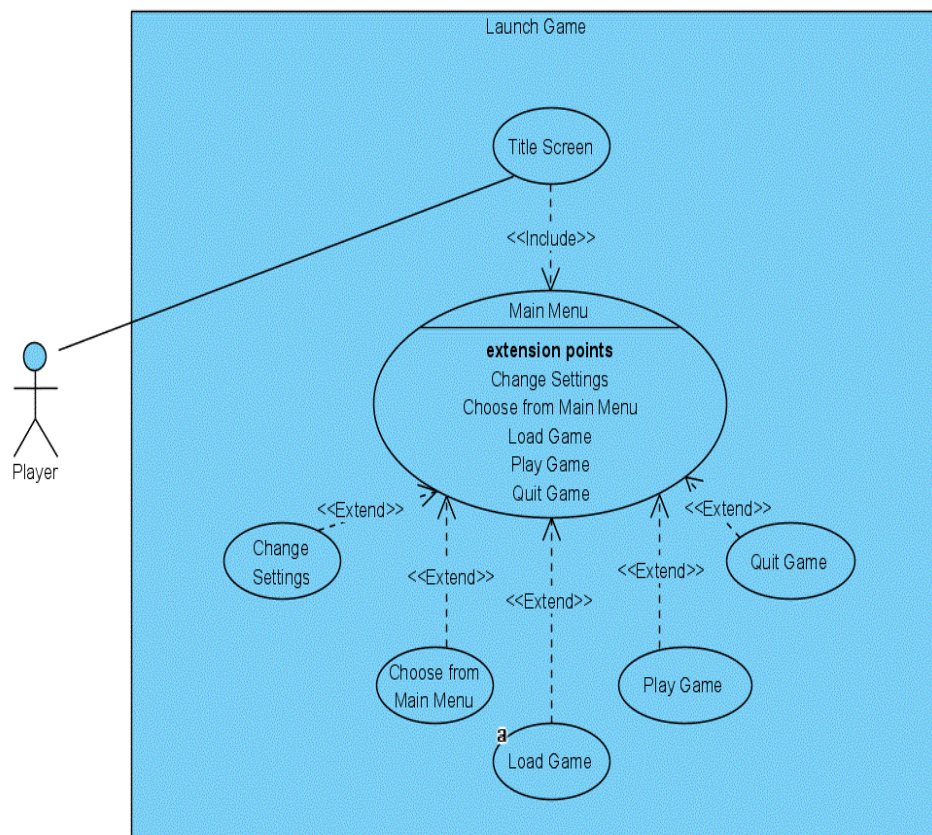 Launch Game
Title Screen
<<Include>>
Main Menu
extension points
Change Settings
Choose from Main Menu
Load Game
Play Game
Quit Game
Player
<<Extend>>
<<Extend>>
<<Extend>>
<<Extend>>
<<Extend>>
Change
Settings
Quit Game
Choose from
Main Menu
Play Game
a
Load Game